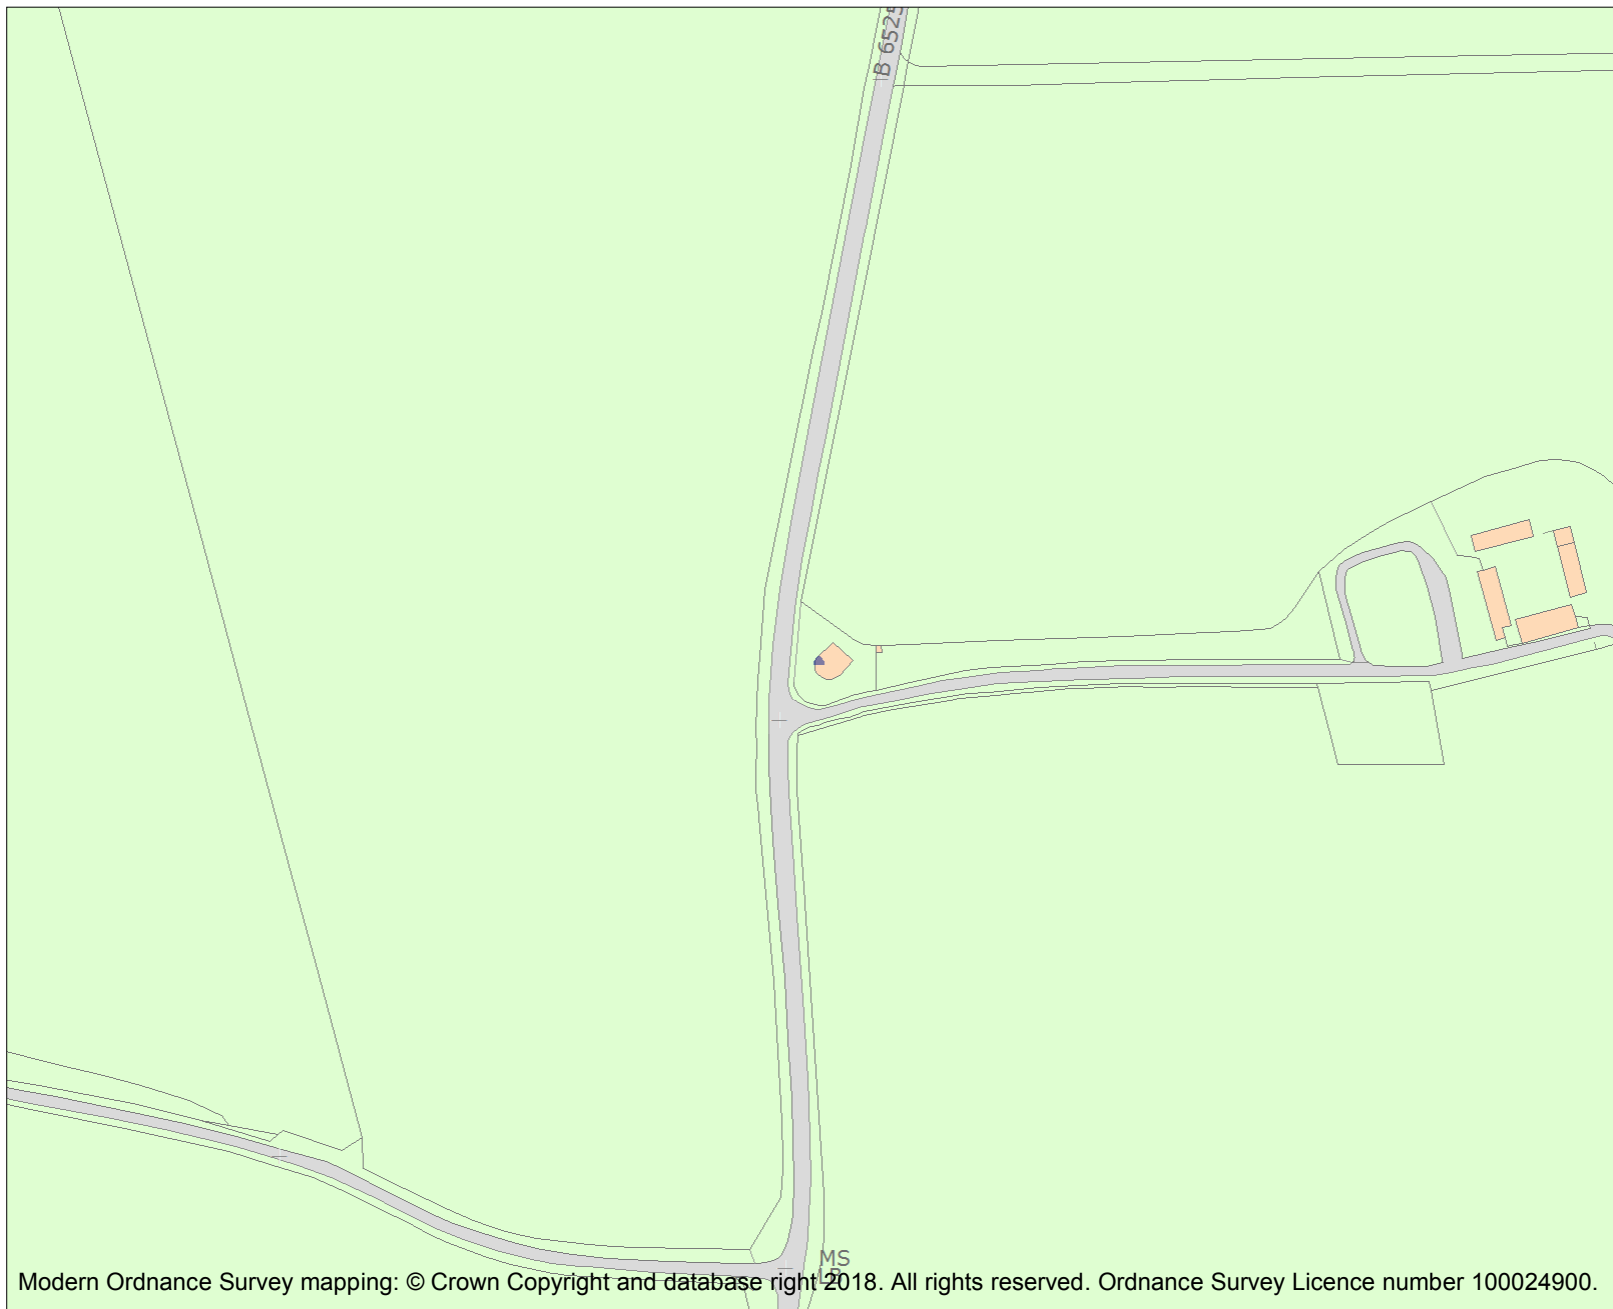 B 6525
MS
LB
Modern Ordnance Survey mapping: © Crown Copyright and database right 2018. All rights reserved. Ordnance Survey Licence number 100024900.